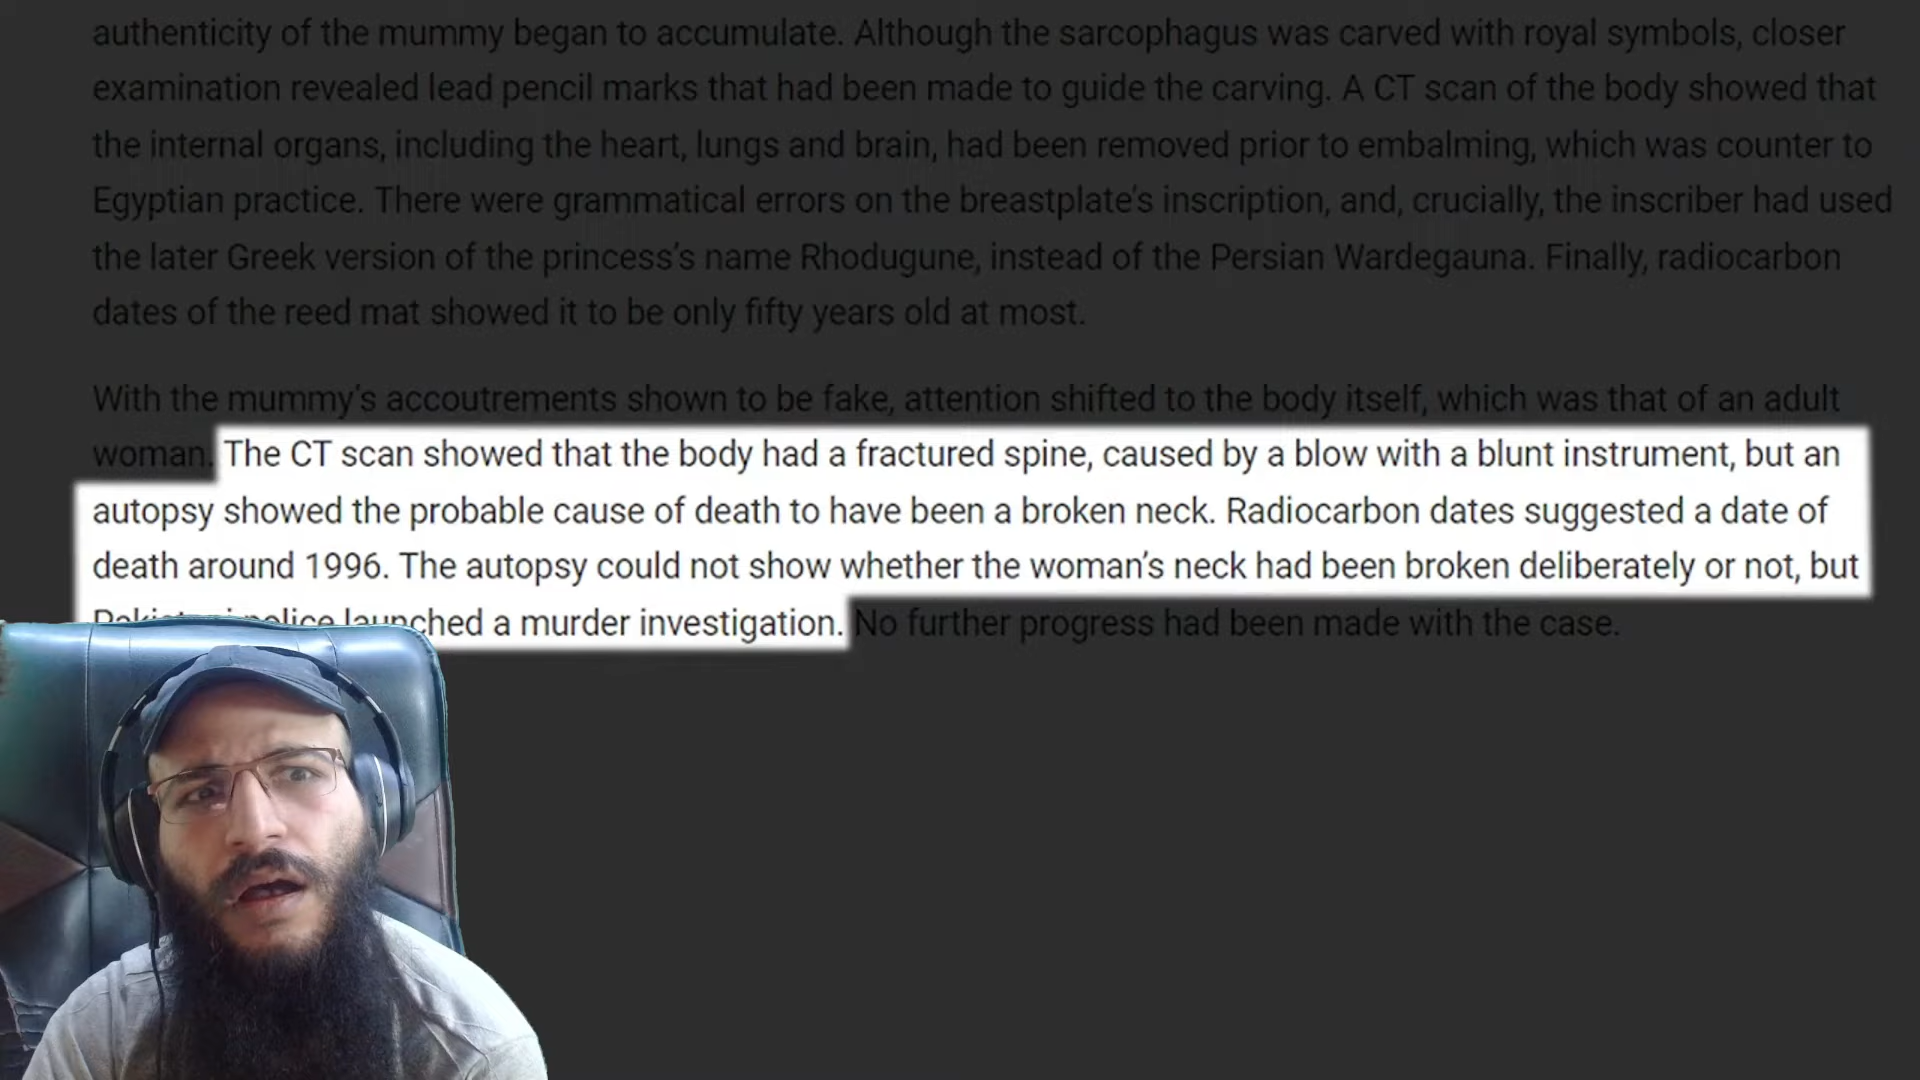 authenticity of the mummy began to accumulate. Although the sarcophagus was carved with royal symbols, closer
examination revealed lead pencil marks that had been made to guide the carving. A CT scan of the body showed that
the internal organs, including the heart, lungs and brain, had been removed prior to embalming, which was counter to
Egyptian practice. There were grammatical errors on the breastplate's inscription, and, crucially, the inscriber had used
the later Greek version of the princess's name Rhodugune, instead of the Persian Wardegauna. Finally, radiocarbon
dates of the reed mat showed it to be only fifty years old at most.
With the mummy's accoutrements shown to be fake, attention shifted to the body itself, which was that of an adult
woman. The CT scan showed that the body had a fractured spine, caused by a blow with a blunt instrument, but an
autopsy showed the probable cause of death to have been a broken neck. Radiocarbon dates suggested a date of
death around 1996. The autopsy could not show whether the woman's neck had been broken deliberately or not, but
Pakistani police launched a murder investigation. No further progress had been made with the case.